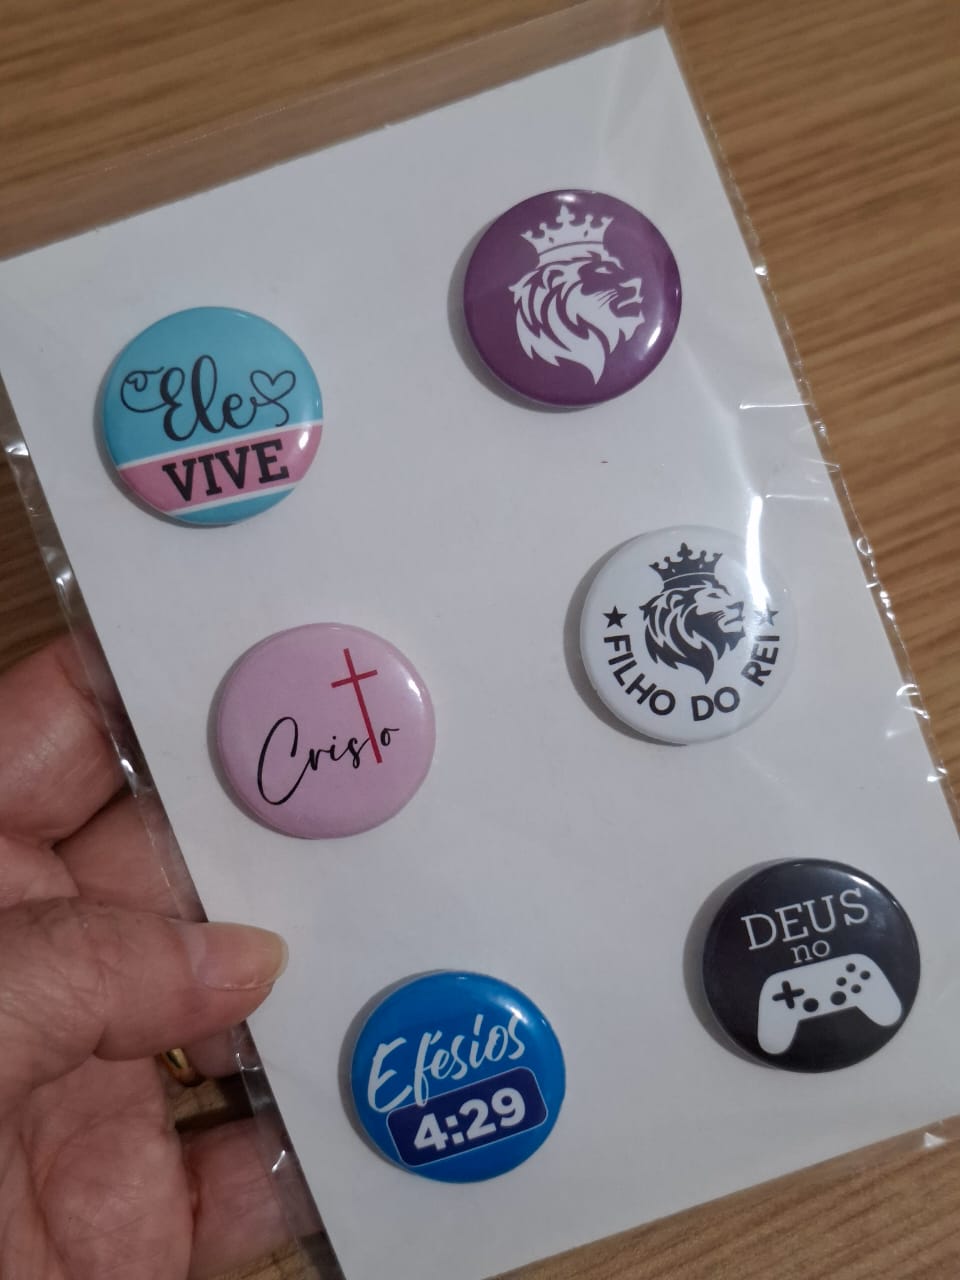 Ele
VIVE
FILHO DO REI
Cristo
DEUS
no
Efésios
4:29